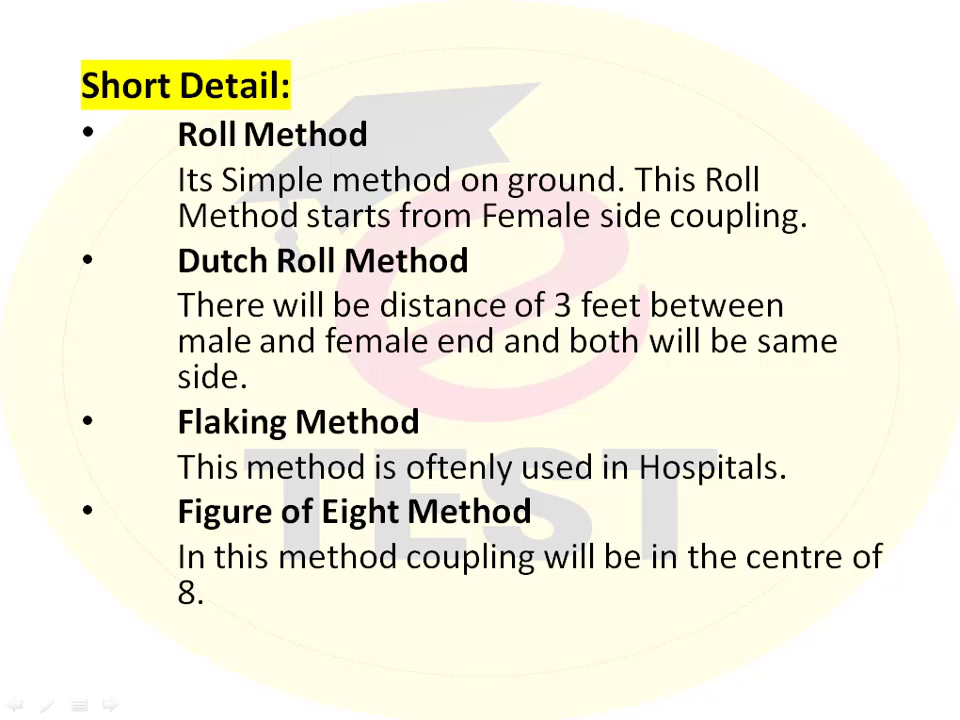 Short Detail:
• Roll Method
Its Simple method on ground. This Roll
Method starts from Female side coupling.
• Dutch Roll Method
There will be distance of 3 feet between
male and female end and both will be same
side.
• Flaking Method
This method is oftenly used in Hospitals.
• Figure of Eight Method
In this method coupling will be in the centre of
8.
e
TEST